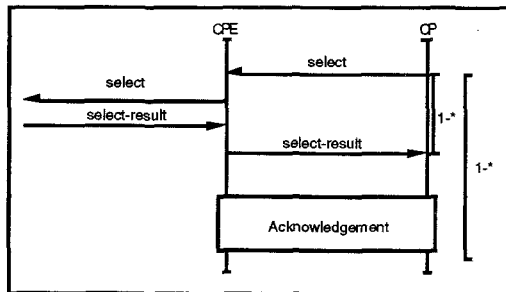 CPE
CP
select
select
select-result
select-result
1-*
1-*
Acknowledgement